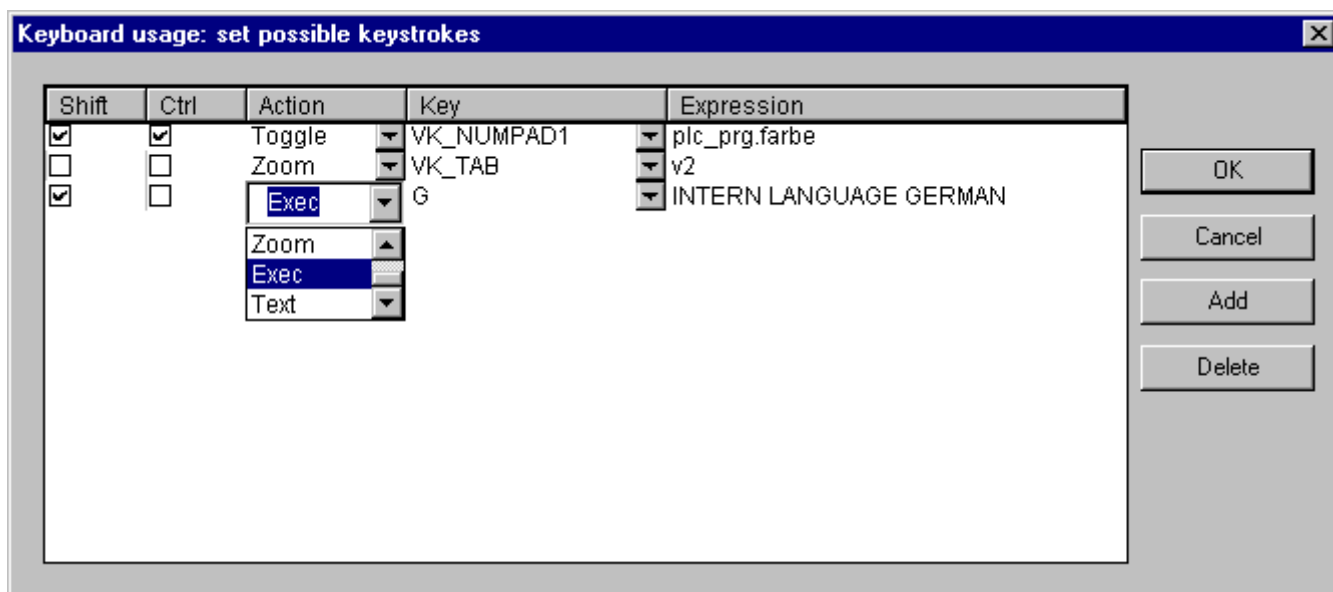 Keyboard usage: set possible keystrokes
Shift Ctrl Action Key Expression
Toggle VK_NUMPAD1 plc_prg.farbe
Zoom VK_TAB v2
Exec G INTERN LANGUAGE GERMAN
Zoom
Exec
Text
OK
Cancel
Add
Delete